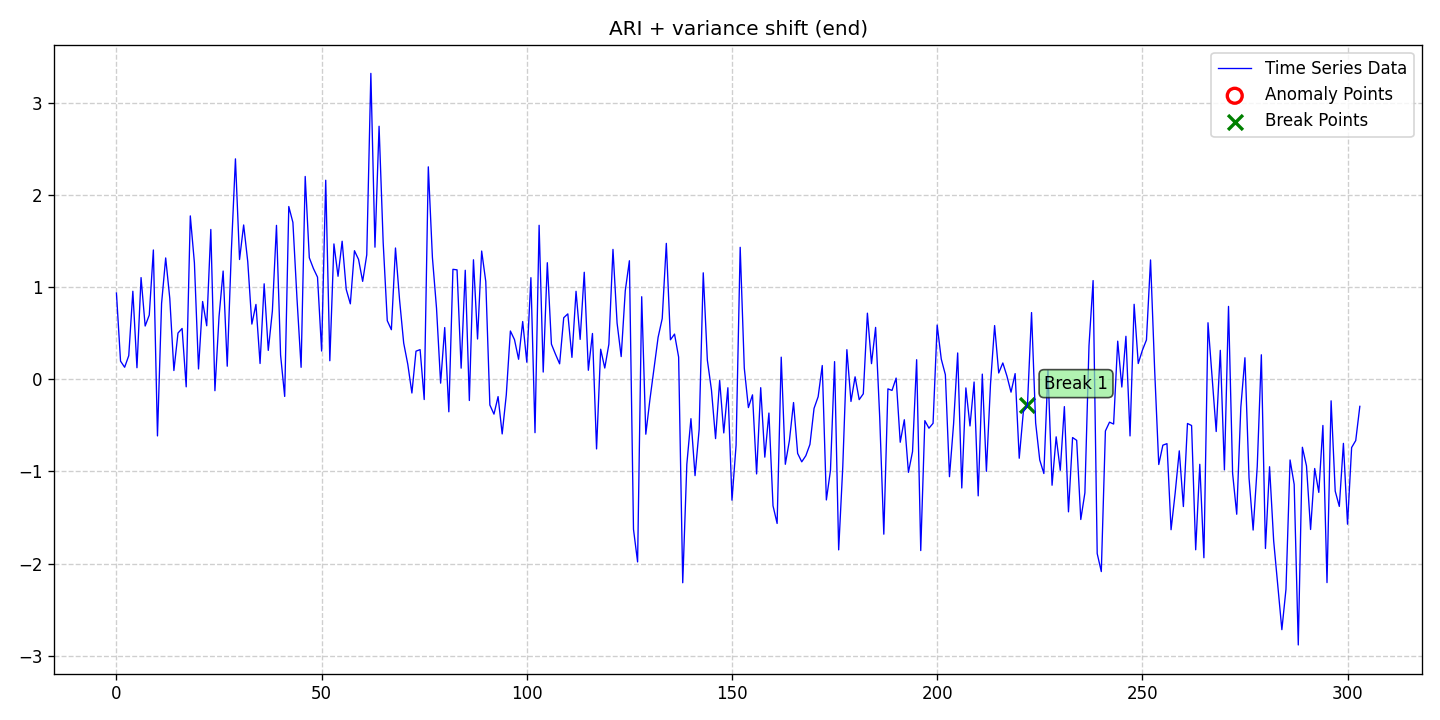 ARI + variance shift (end)
Time Series Data
Anomaly Points
Break Points
3
2
1
0
−1
−2
−3
Break 1
0
50
100
150
200
250
300